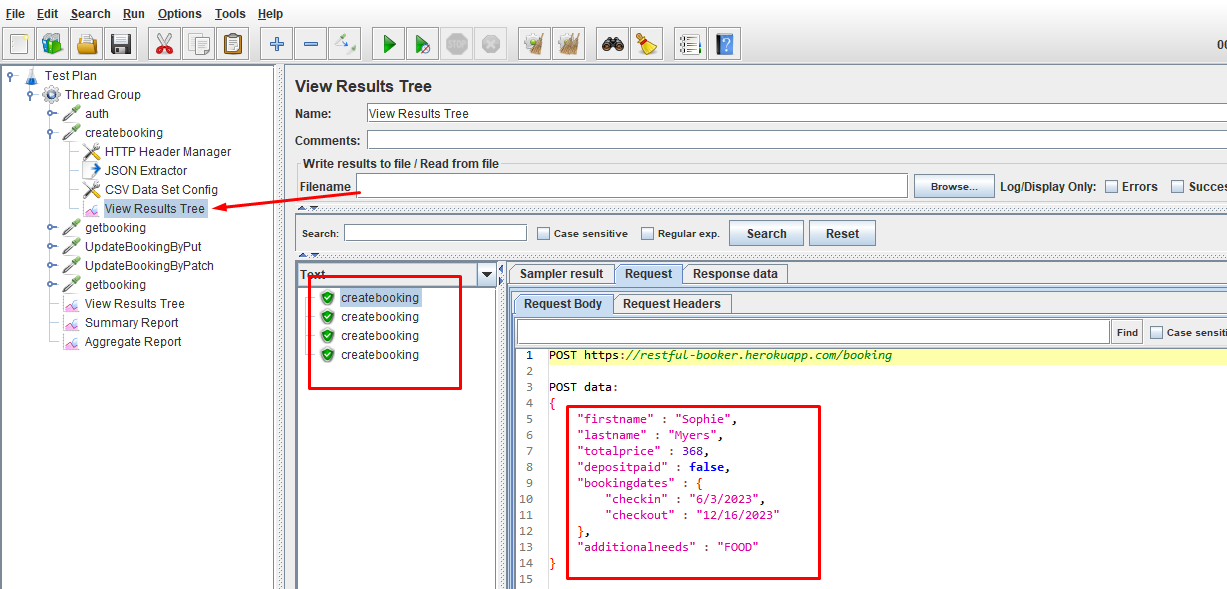 File Edit Search Run Options Tools Help
STOP
00
Test Plan
Thread Group
auth
createbooking
HTTP Header Manager
JSON Extractor
CSV Data Set Config
View Results Tree
getbooking
UpdateBookingByPut
UpdateBookingByPatch
getbooking
View Results Tree
Summary Report
Aggregate Report
View Results Tree
Name: View Results Tree
Comments:
Write results to file / Read from file
Filename Browse... Log/Display Only: Errors Succes
Search: Case sensitive Regular exp. Search Reset
Text
createbooking
createbooking
createbooking
createbooking
Sampler result Request Response data
Request Body Request Headers
Find Case sensiti
1 POST https://restful-booker.herokuapp.com/booking
2
3 POST data:
4 {
5 "firstname" : "Sophie",
6 "lastname" : "Myers",
7 "totalprice" : 368,
8 "depositpaid" : false,
9 "bookingdates" : {
10 "checkin" : "6/3/2023",
11 "checkout" : "12/16/2023"
12 },
13 "additionalneeds" : "FOOD"
14 }
15